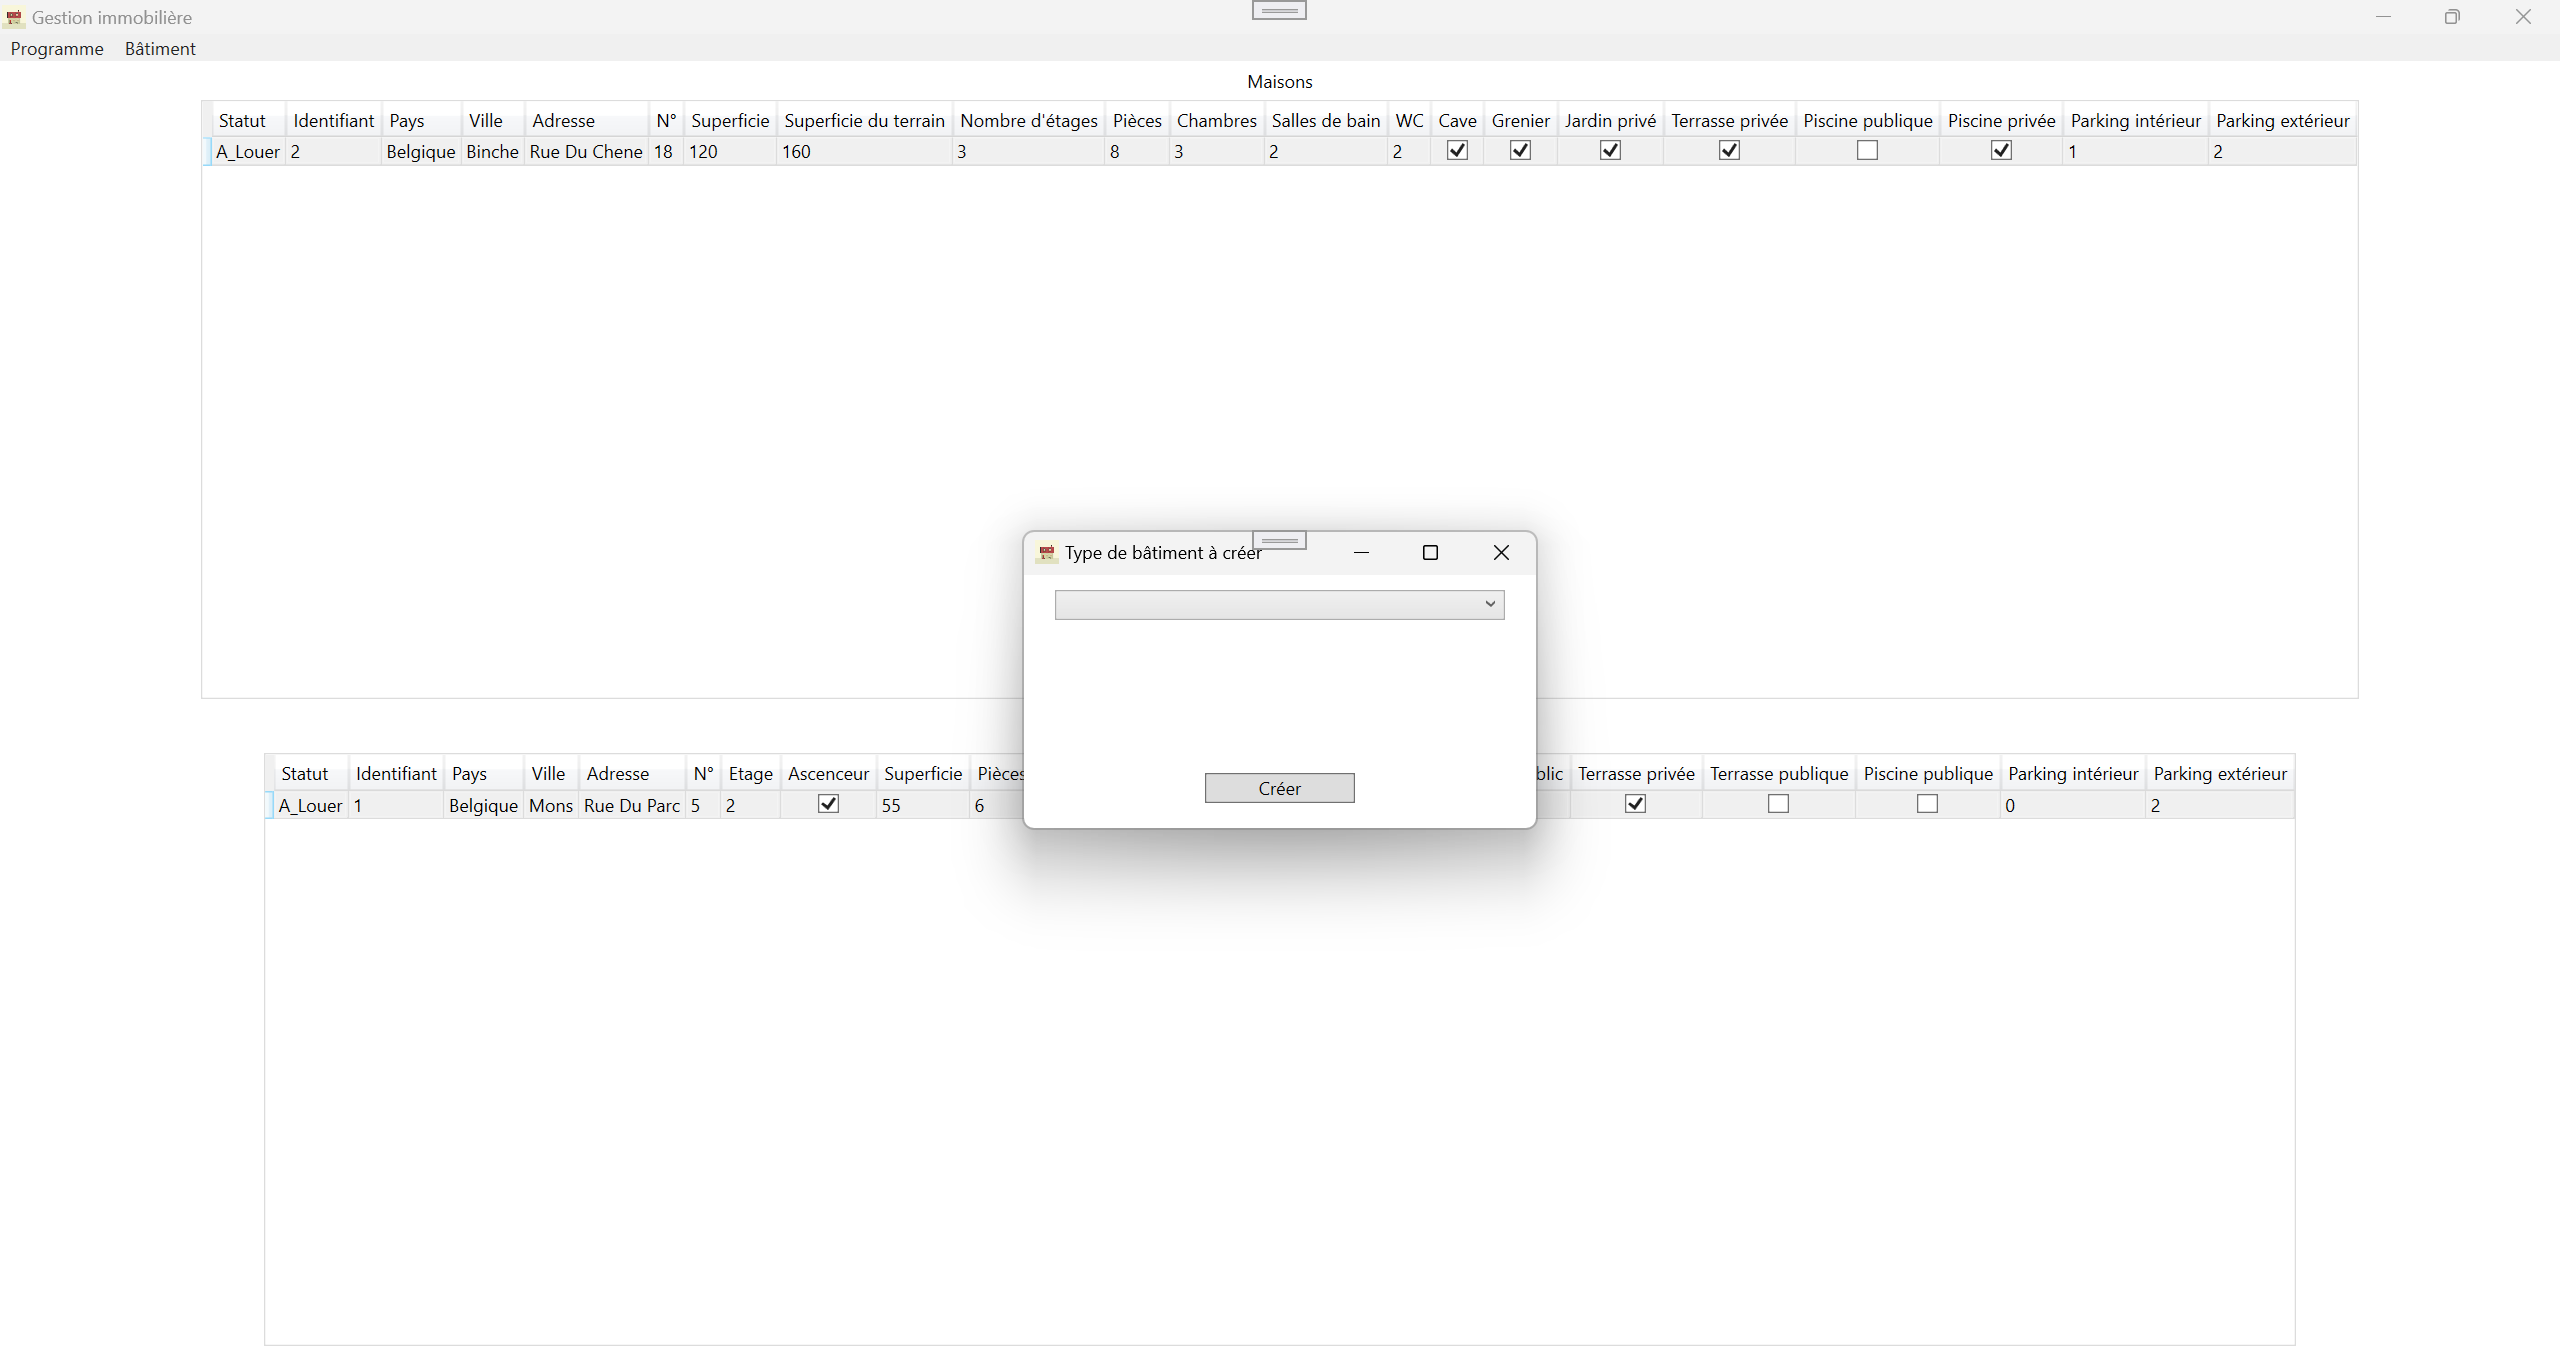 Gestion immobilière
Programme Bâtiment
Maisons
Statut Identifiant Pays Ville Adresse N° Superficie Superficie du terrain Nombre d'étages Pièces Chambres Salles de bain WC Cave Grenier Jardin privé Terrasse privée Piscine publique Piscine privée Parking intérieur Parking extérieur
A_Louer 2 Belgique Binche Rue Du Chene 18 120 160 3 8 3 2 2 1 2
Type de bâtiment à créer
Créer
Statut Identifiant Pays Ville Adresse N° Etage Ascenceur Superficie Pièces blic Terrasse privée Terrasse publique Piscine publique Parking intérieur Parking extérieur
A_Louer 1 Belgique Mons Rue Du Parc 5 2 55 6 0 2